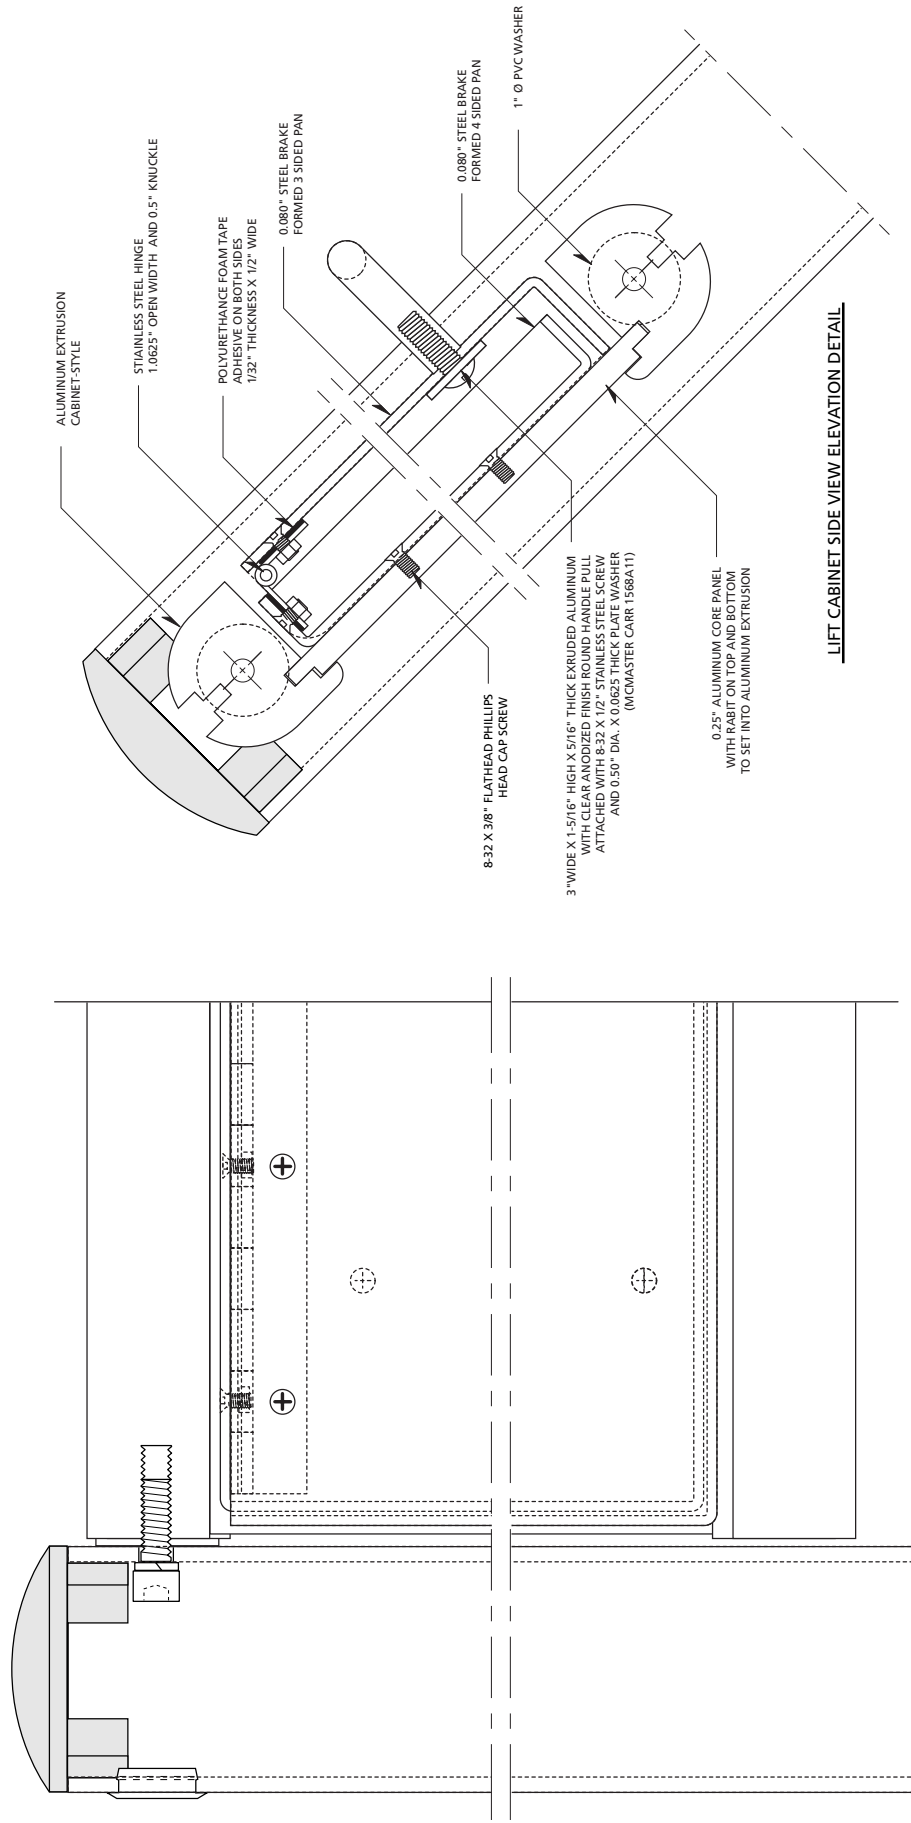 ALUMINUM EXTRUSION
CABINET-STYLE
STIAINLESS STEEL HINGE
1.0625" OPEN WIDTH AND 0.5" KNUCKLE
POLYURETHANCE FOAM TAPE
ADHESIVE ON BOTH SIDES
1/32" THICKNESS X 1/2" WIDE
0.080" STEEL BRAKE
FORMED 3 SIDED PAN
0.080" STEEL BRAKE
FORMED 4 SIDED PAN
1" Ø PVC WASHER
8-32 X 3/8" FLATHEAD PHILLIPS
HEAD CAP SCREW
3"WIDE X 1-5/16" HIGH X 5/16" THICK EXRUDED ALUMINUM
WITH CLEAR ANODIZED FINISH ROUND HANDLE PULL
ATTACHED WITH 8-32 X 1/2" STAINLESS STEEL SCREW
AND 0.50" DIA. X 0.0625 THICK PLATE WASHER
(MCMASTER CARR 1568A11)
0.25" ALUMINUM CORE PANEL
WITH RABIT ON TOP AND BOTTOM
TO SET INTO ALUMINUM EXTRUSION
LIFT CABINET SIDE VIEW ELEVATION DETAIL